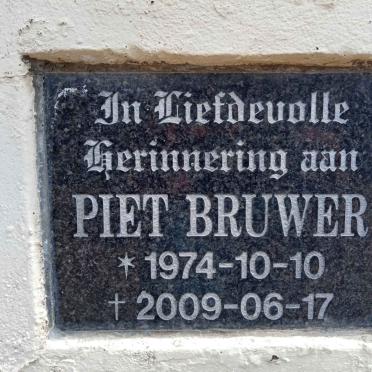 In Liefdevolle
Herinnering aan
PIET BRUWER
* 1974-10-10
† 2009-06-17